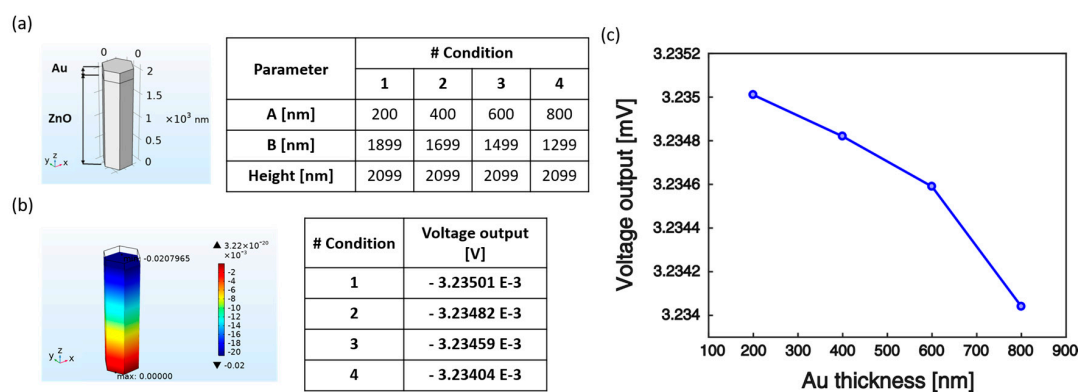 (a)
Au
ZnO
0 0
2
1.5
1
0.5
0
×10³ nm
y z x
Parameter # Condition
1 2 3 4
A [nm] 200 400 600 800
B [nm] 1899 1699 1499 1299
Height [nm] 2099 2099 2099 2099
(b)
-0.0207965
▲ 3.22×10⁻²⁰
×10⁻³
-2
-4
-6
-8
-10
-12
-14
-16
-18
-20
▼ -0.02
y z x
max: 0.00000
# Condition Voltage output
[V]
1 - 3.23501 E-3
2 - 3.23482 E-3
3 - 3.23459 E-3
4 - 3.23404 E-3
(c)
Voltage output [mV]
3.2352
3.235
3.2348
3.2346
3.2344
3.2342
3.234
100 200 300 400 500 600 700 800 900
Au thickness [nm]